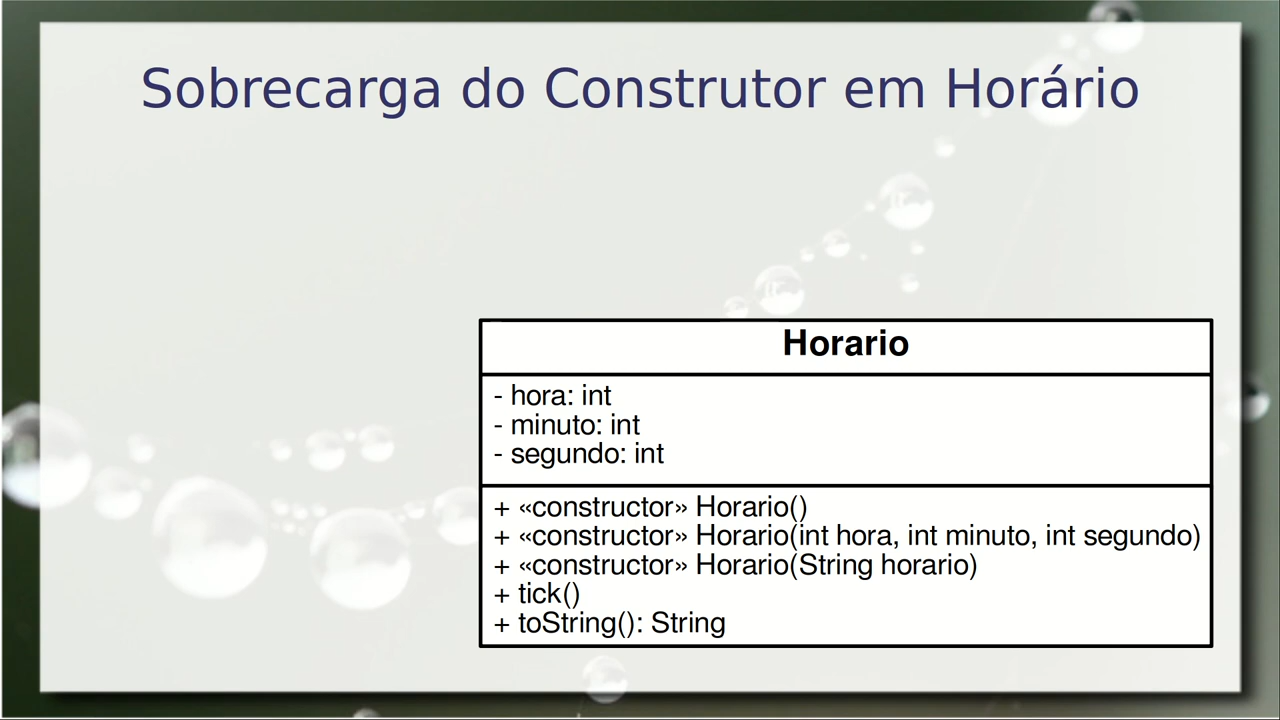 Sobrecarga do Construtor em Horário
Horario
- hora: int
- minuto: int
- segundo: int
+ «constructor» Horario()
+ «constructor» Horario(int hora, int minuto, int segundo)
+ «constructor» Horario(String horario)
+ tick()
+ toString(): String